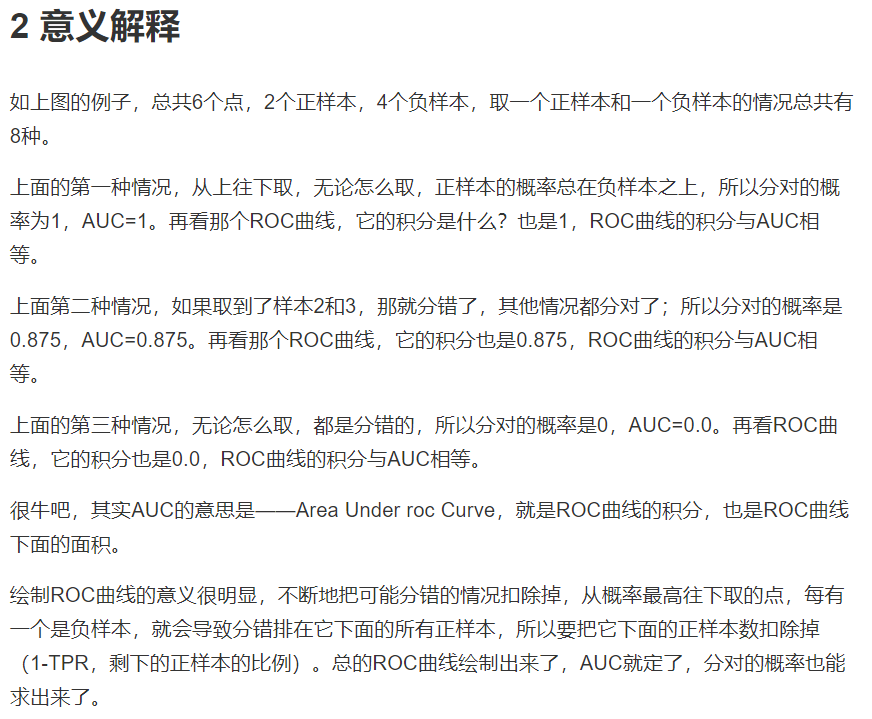 2 意义解释
如上图的例子，总共6个点，2个正样本，4个负样本，取一个正样本和一个负样本的情况总共有
8种。
上面的第一种情况，从上往下取，无论怎么取，正样本的概率总在负样本之上，所以分对的概
率为1，AUC=1。再看那个ROC曲线，它的积分是什么？也是1，ROC曲线的积分与AUC相
等。
上面第二种情况，如果取到了样本2和3，那就分错了，其他情况都分对了；所以分对的概率是
0.875，AUC=0.875。再看那个ROC曲线，它的积分也是0.875，ROC曲线的积分与AUC相
等。
上面的第三种情况，无论怎么取，都是分错的，所以分对的概率是0，AUC=0.0。再看ROC曲
线，它的积分也是0.0，ROC曲线的积分与AUC相等。
很牛吧，其实AUC的意思是——Area Under roc Curve，就是ROC曲线的积分，也是ROC曲线
下面的面积。
绘制ROC曲线的意义很明显，不断地把可能分错的情况扣除掉，从概率最高往下取的点，每有
一个是负样本，就会导致分错排在它下面的所有正样本，所以要把它下面的正样本数扣除掉
（1-TPR，剩下的正样本的比例）。总的ROC曲线绘制出来了，AUC就定了，分对的概率也能
求出来了。